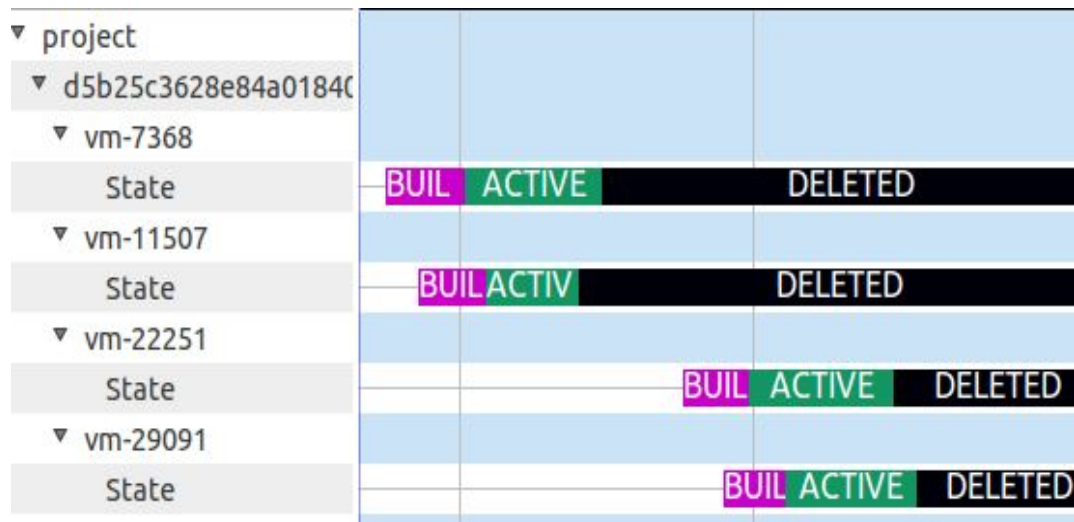 project
d5b25c3628e84a01840
vm-7368
State BUIL ACTIVE DELETED
vm-11507
State BUIL ACTIV DELETED
vm-22251
State BUIL ACTIVE DELETED
vm-29091
State BUIL ACTIVE DELETED